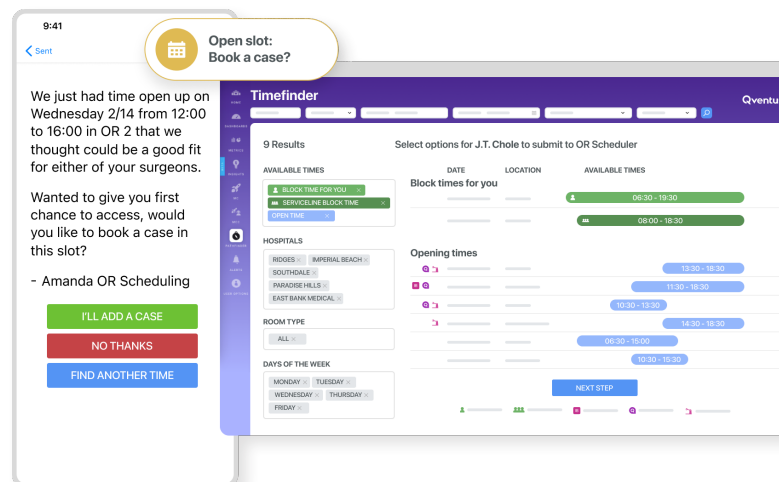 9:41
Sent
Open slot:
Book a case?
We just had time open up on
Wednesday 2/14 from 12:00
to 16:00 in OR 2 that we
thought could be a good fit
for either of your surgeons.
Wanted to give you first
chance to access, would
you like to book a case in
this slot?
- Amanda OR Scheduling
I'LL ADD A CASE
NO THANKS
FIND ANOTHER TIME
Timefinder
Qventu
9 Results
Select options for J.T. Chole to submit to OR Scheduler
AVAILABLE TIMES
BLOCK TIME FOR YOU ×
SERVICELINE BLOCK TIME ×
OPEN TIME ×
HOSPITALS
RIDGES × IMPERIAL BEACH ×
SOUTHDALE ×
PARADISE HILLS ×
EAST BANK MEDICAL ×
ROOM TYPE
ALL ×
DAYS OF THE WEEK
MONDAY × TUESDAY ×
WEDNESDAY × THURSDAY ×
FRIDAY ×
DATE LOCATION AVAILABLE TIMES
Block times for you
06:30 - 19:30
08:00 - 18:30
Opening times
13:30 - 18:30
11:30 - 18:30
10:30 - 13:30
14:30 - 18:30
06:30 - 15:00
10:30 - 15:30
NEXT STEP